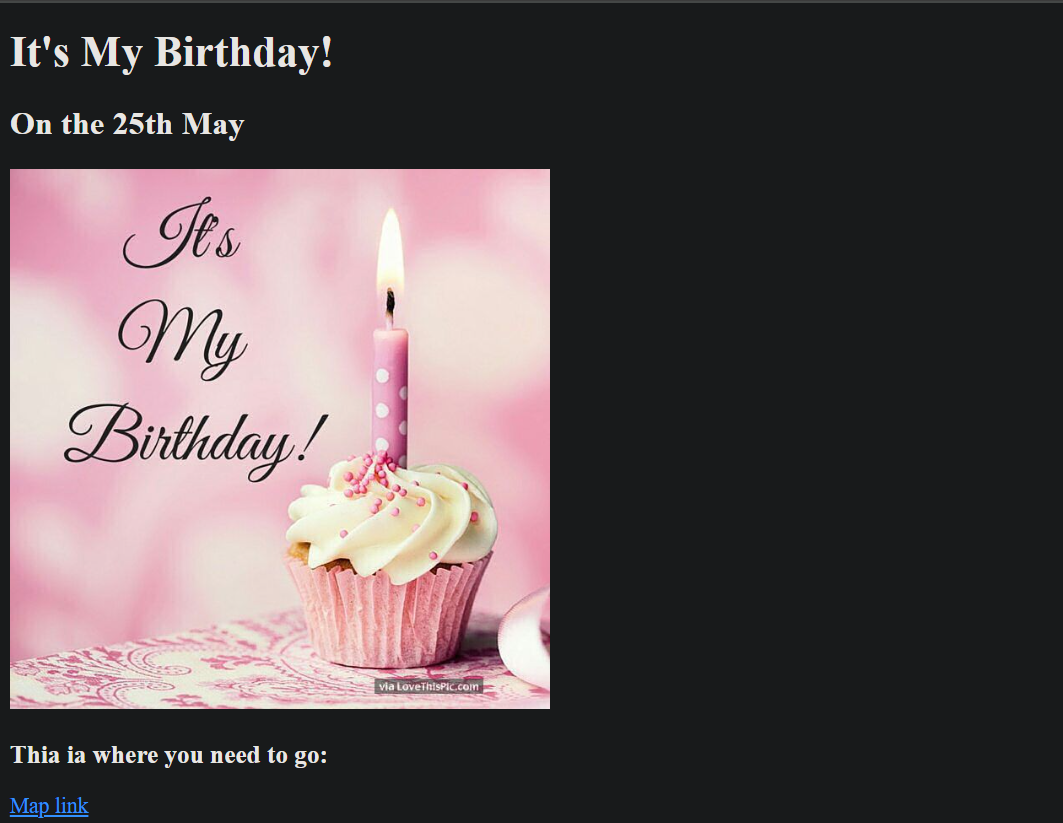 It's My Birthday!
On the 25th May
It's
My
Birthday!
via LoveThisPic.com
Thia ia where you need to go:
Map link